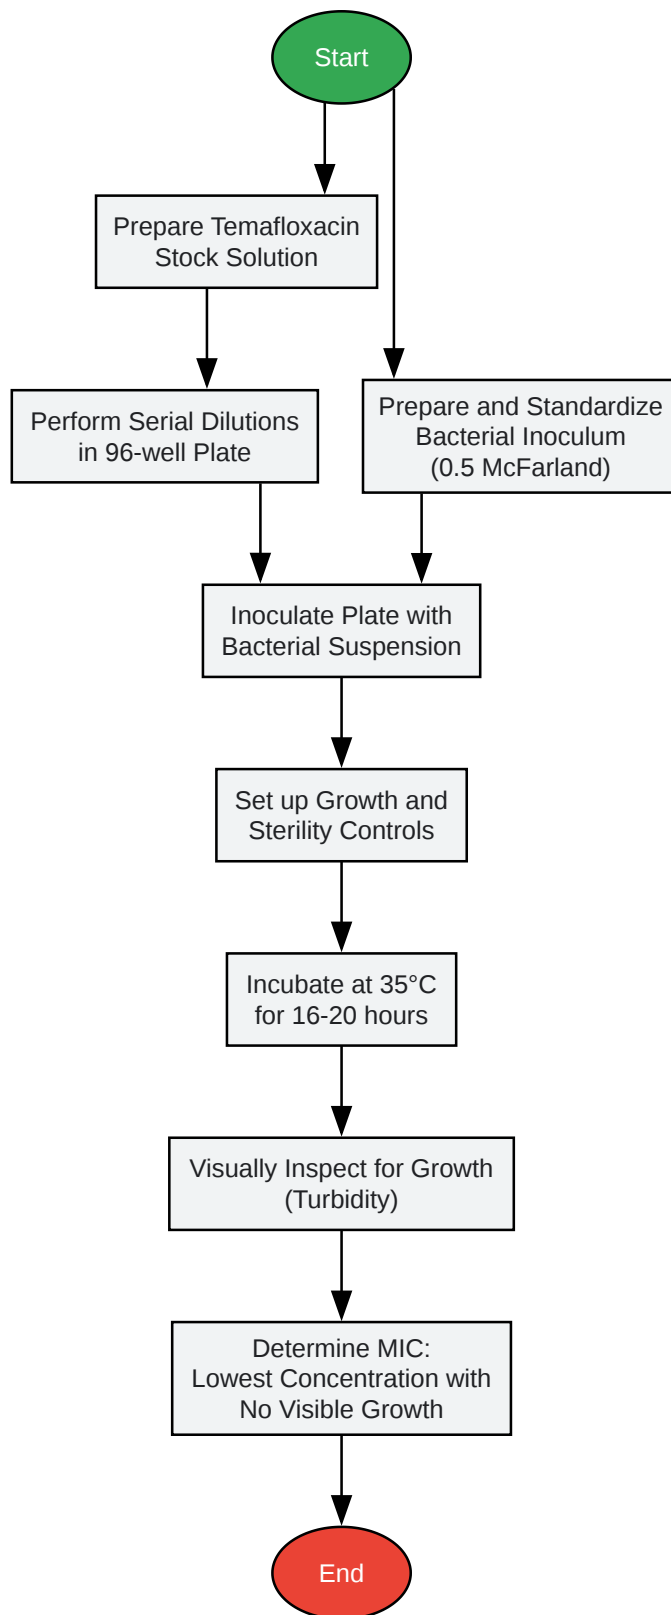 Start
Prepare Temafloxacin
Stock Solution
Perform Serial Dilutions
in 96-well Plate
Prepare and Standardize
Bacterial Inoculum
(0.5 McFarland)
Inoculate Plate with
Bacterial Suspension
Set up Growth and
Sterility Controls
Incubate at 35°C
for 16-20 hours
Visually Inspect for Growth
(Turbidity)
Determine MIC:
Lowest Concentration with
No Visible Growth
End